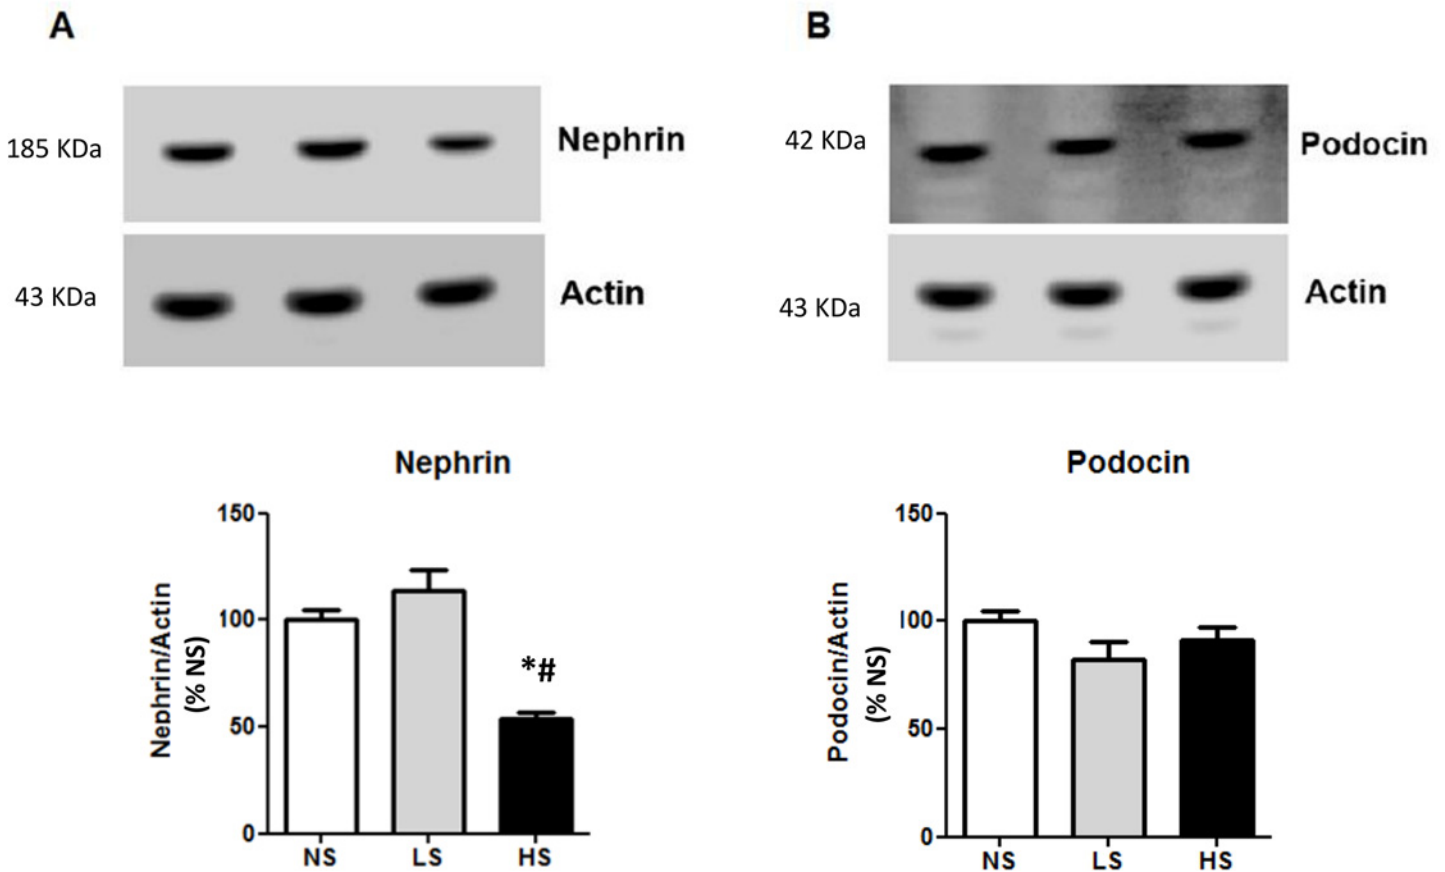 A
B
185 KDa
Nephrin
42 KDa
Podocin
43 KDa
Actin
43 KDa
Actin
Nephrin
150
100
50
0
Nephrin/Actin
(% NS)
*#
NS LS HS
Podocin
150
100
50
0
Podocin/Actin
(% NS)
NS LS HS